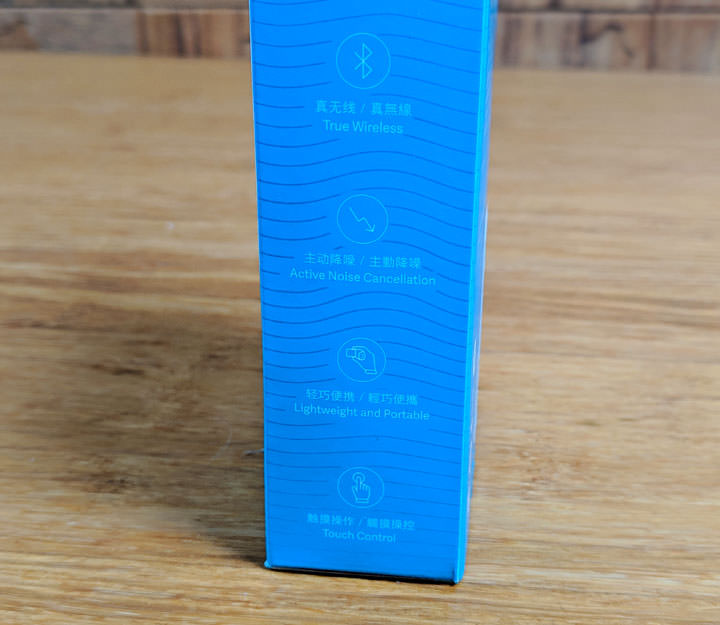 真无线 / 真無線
True Wireless
主动降噪 / 主動降噪
Active Noise Cancellation
轻巧便携 / 輕巧便攜
Lightweight and Portable
触摸操作 / 觸摸操控
Touch Control